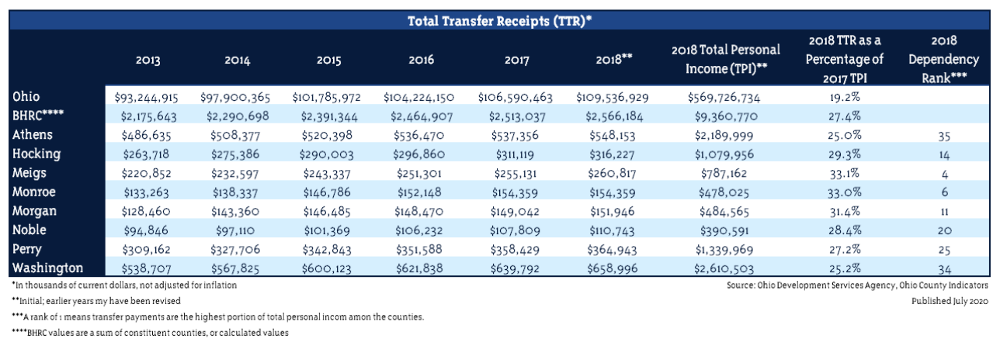 Total Transfer Receipts (TTR)*
2013 2014 2015 2016 2017 2018** 2018 Total Personal Income (TPI)** 2018 TTR as a Percentage of 2017 TPI 2018 Dependency Rank***
Ohio $93,244,915 $97,900,365 $101,785,972 $104,224,150 $106,590,463 $109,536,929 $569,726,734 19.2%
BHRC**** $2,175,643 $2,290,698 $2,391,344 $2,464,907 $2,513,037 $2,566,184 $9,360,770 27.4%
Athens $486,635 $508,377 $520,398 $536,470 $537,356 $548,153 $2,189,999 25.0% 35
Hocking $263,718 $275,386 $290,003 $296,860 $311,119 $316,227 $1,079,956 29.3% 14
Meigs $220,852 $232,597 $243,337 $251,301 $255,131 $260,817 $787,162 33.1% 4
Monroe $133,263 $138,337 $146,786 $152,148 $154,359 $154,359 $478,025 33.0% 6
Morgan $128,460 $143,360 $146,485 $148,470 $149,042 $151,946 $484,565 31.4% 11
Noble $94,846 $97,110 $101,369 $106,232 $107,809 $110,743 $390,591 28.4% 20
Perry $309,162 $327,706 $342,843 $351,588 $358,429 $364,943 $1,339,969 27.2% 25
Washington $538,707 $567,825 $600,123 $621,838 $639,792 $658,996 $2,610,503 25.2% 34
*In thousands of current dollars, not adjusted for inflation Source: Ohio Development Services Agency, Ohio County Indicators
**Initial; earlier years my have been revised Published July 2020
***A rank of 1 means transfer payments are the highest portion of total personal incom amon the counties.
****BHRC values are a sum of constituent counties, or calculated values